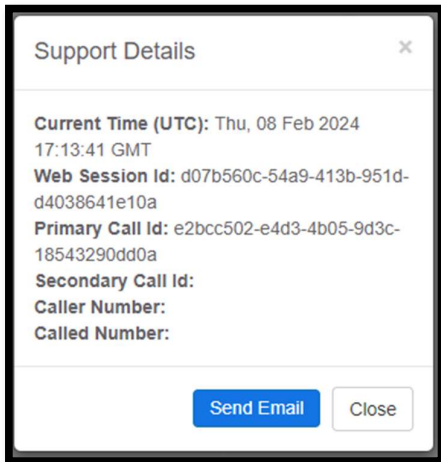 Support Details ×
Current Time (UTC): Thu, 08 Feb 2024
17:13:41 GMT
Web Session Id: d07b560c-54a9-413b-951d-
d4038641e10a
Primary Call Id: e2bcc502-e4d3-4b05-9d3c-
18543290dd0a
Secondary Call Id:
Caller Number:
Called Number:
Send Email Close